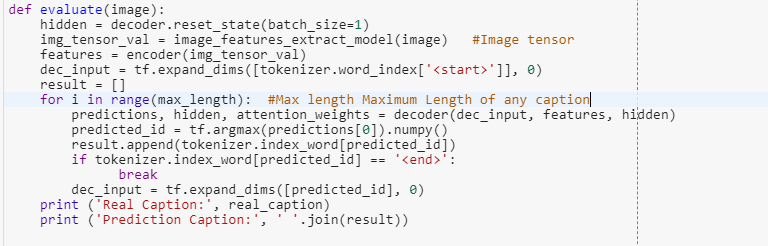 def evaluate(image):
    hidden = decoder.reset_state(batch_size=1)
    img_tensor_val = image_features_extract_model(image)   #Image tensor
    features = encoder(img_tensor_val)
    dec_input = tf.expand_dims([tokenizer.word_index['<start>']], 0)
    result = []
    for i in range(max_length):  #Max length Maximum Length of any caption
        predictions, hidden, attention_weights = decoder(dec_input, features, hidden)
        predicted_id = tf.argmax(predictions[0]).numpy()
        result.append(tokenizer.index_word[predicted_id])
        if tokenizer.index_word[predicted_id] == '<end>':
              break
        dec_input = tf.expand_dims([predicted_id], 0)
    print ('Real Caption:', real_caption)
    print ('Prediction Caption:', ' '.join(result))